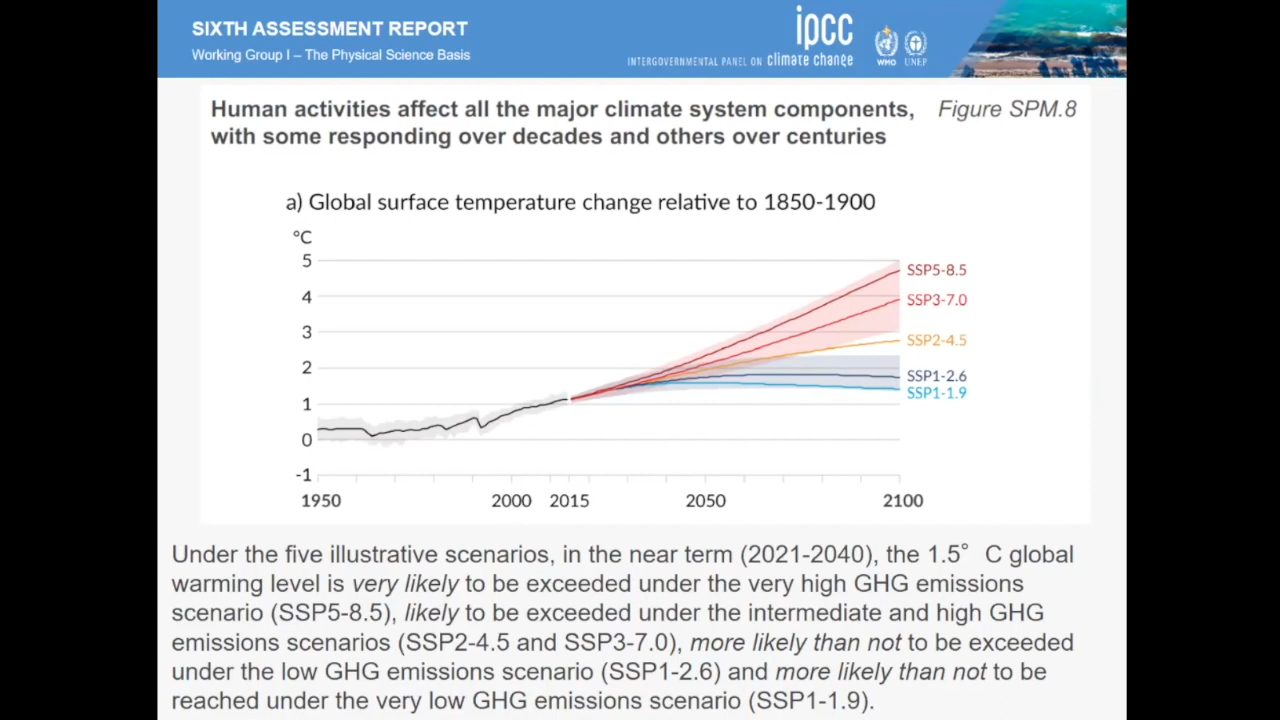 SIXTH ASSESSMENT REPORT
Working Group I – The Physical Science Basis
ipcc
INTERGOVERNMENTAL PANEL ON climate change
WMO
UNEP
Human activities affect all the major climate system components,
with some responding over decades and others over centuries
Figure SPM.8
a) Global surface temperature change relative to 1850-1900
°C
5
4
3
2
1
0
-1
SSP5-8.5
SSP3-7.0
SSP2-4.5
SSP1-2.6
SSP1-1.9
1950
2000
2015
2050
2100
Under the five illustrative scenarios, in the near term (2021-2040), the 1.5° C global
warming level is very likely to be exceeded under the very high GHG emissions
scenario (SSP5-8.5), likely to be exceeded under the intermediate and high GHG
emissions scenarios (SSP2-4.5 and SSP3-7.0), more likely than not to be exceeded
under the low GHG emissions scenario (SSP1-2.6) and more likely than not to be
reached under the very low GHG emissions scenario (SSP1-1.9).